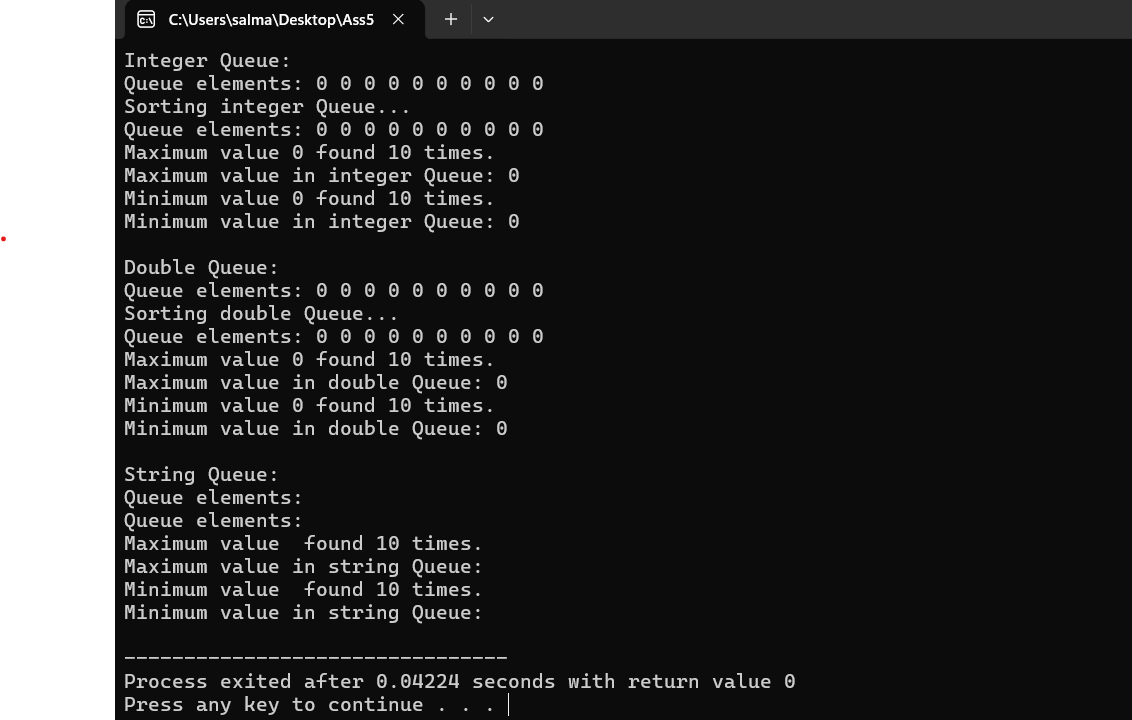 C:\Users\salma\Desktop\Ass5
Integer Queue:
Queue elements: 0 0 0 0 0 0 0 0 0 0
Sorting integer Queue...
Queue elements: 0 0 0 0 0 0 0 0 0 0
Maximum value 0 found 10 times.
Maximum value in integer Queue: 0
Minimum value 0 found 10 times.
Minimum value in integer Queue: 0

Double Queue:
Queue elements: 0 0 0 0 0 0 0 0 0 0
Sorting double Queue...
Queue elements: 0 0 0 0 0 0 0 0 0 0
Maximum value 0 found 10 times.
Maximum value in double Queue: 0
Minimum value 0 found 10 times.
Minimum value in double Queue: 0

String Queue:
Queue elements:
Queue elements:
Maximum value  found 10 times.
Maximum value in string Queue:
Minimum value  found 10 times.
Minimum value in string Queue:

--------------------------------
Process exited after 0.04224 seconds with return value 0
Press any key to continue . . .